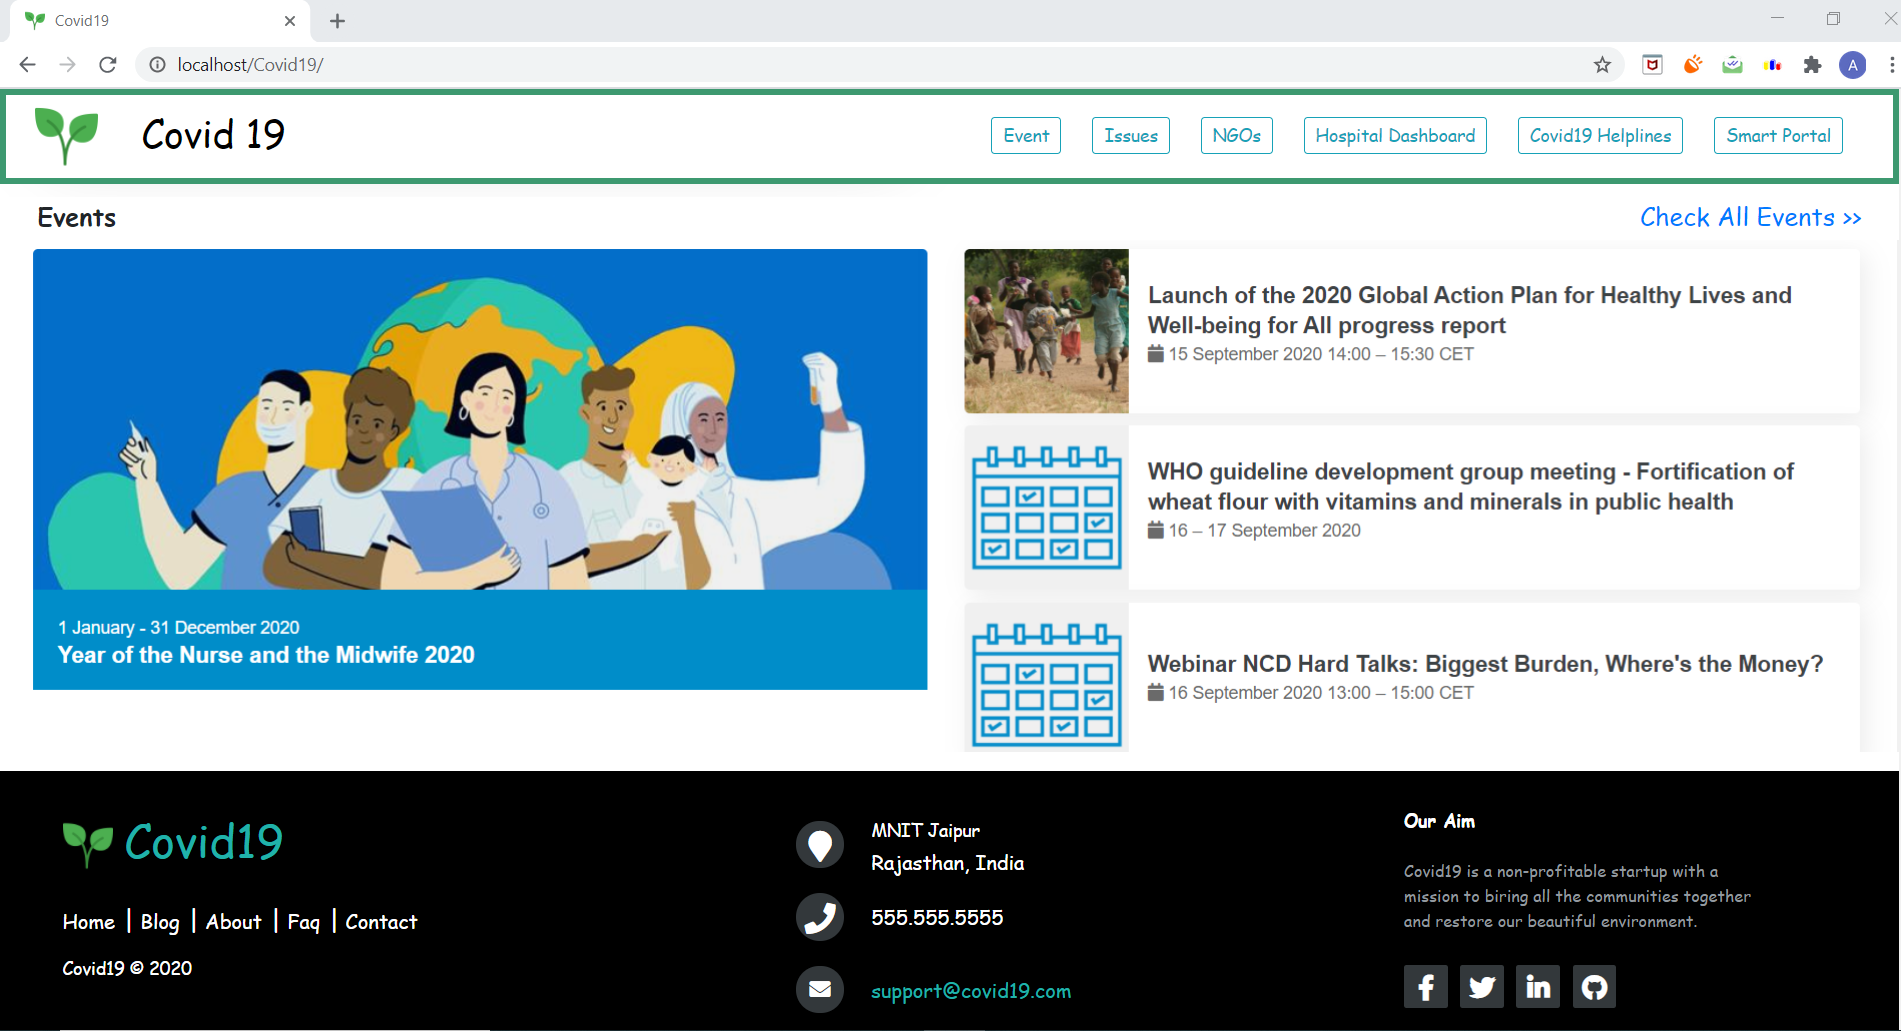 Covid19
localhost/Covid19/
A
Covid 19
Event
Issues
NGOs
Hospital Dashboard
Covid19 Helplines
Smart Portal
Events
Check All Events >>
1 January - 31 December 2020
Year of the Nurse and the Midwife 2020
Launch of the 2020 Global Action Plan for Healthy Lives and
Well-being for All progress report
15 September 2020 14:00 – 15:30 CET
WHO guideline development group meeting - Fortification of
wheat flour with vitamins and minerals in public health
16 – 17 September 2020
Webinar NCD Hard Talks: Biggest Burden, Where's the Money?
16 September 2020 13:00 – 15:00 CET
Covid19
Home | Blog | About | Faq | Contact
Covid19 © 2020
MNIT Jaipur
Rajasthan, India
555.555.5555
support@covid19.com
Our Aim
Covid19 is a non-profitable startup with a
mission to biring all the communities together
and restore our beautiful environment.